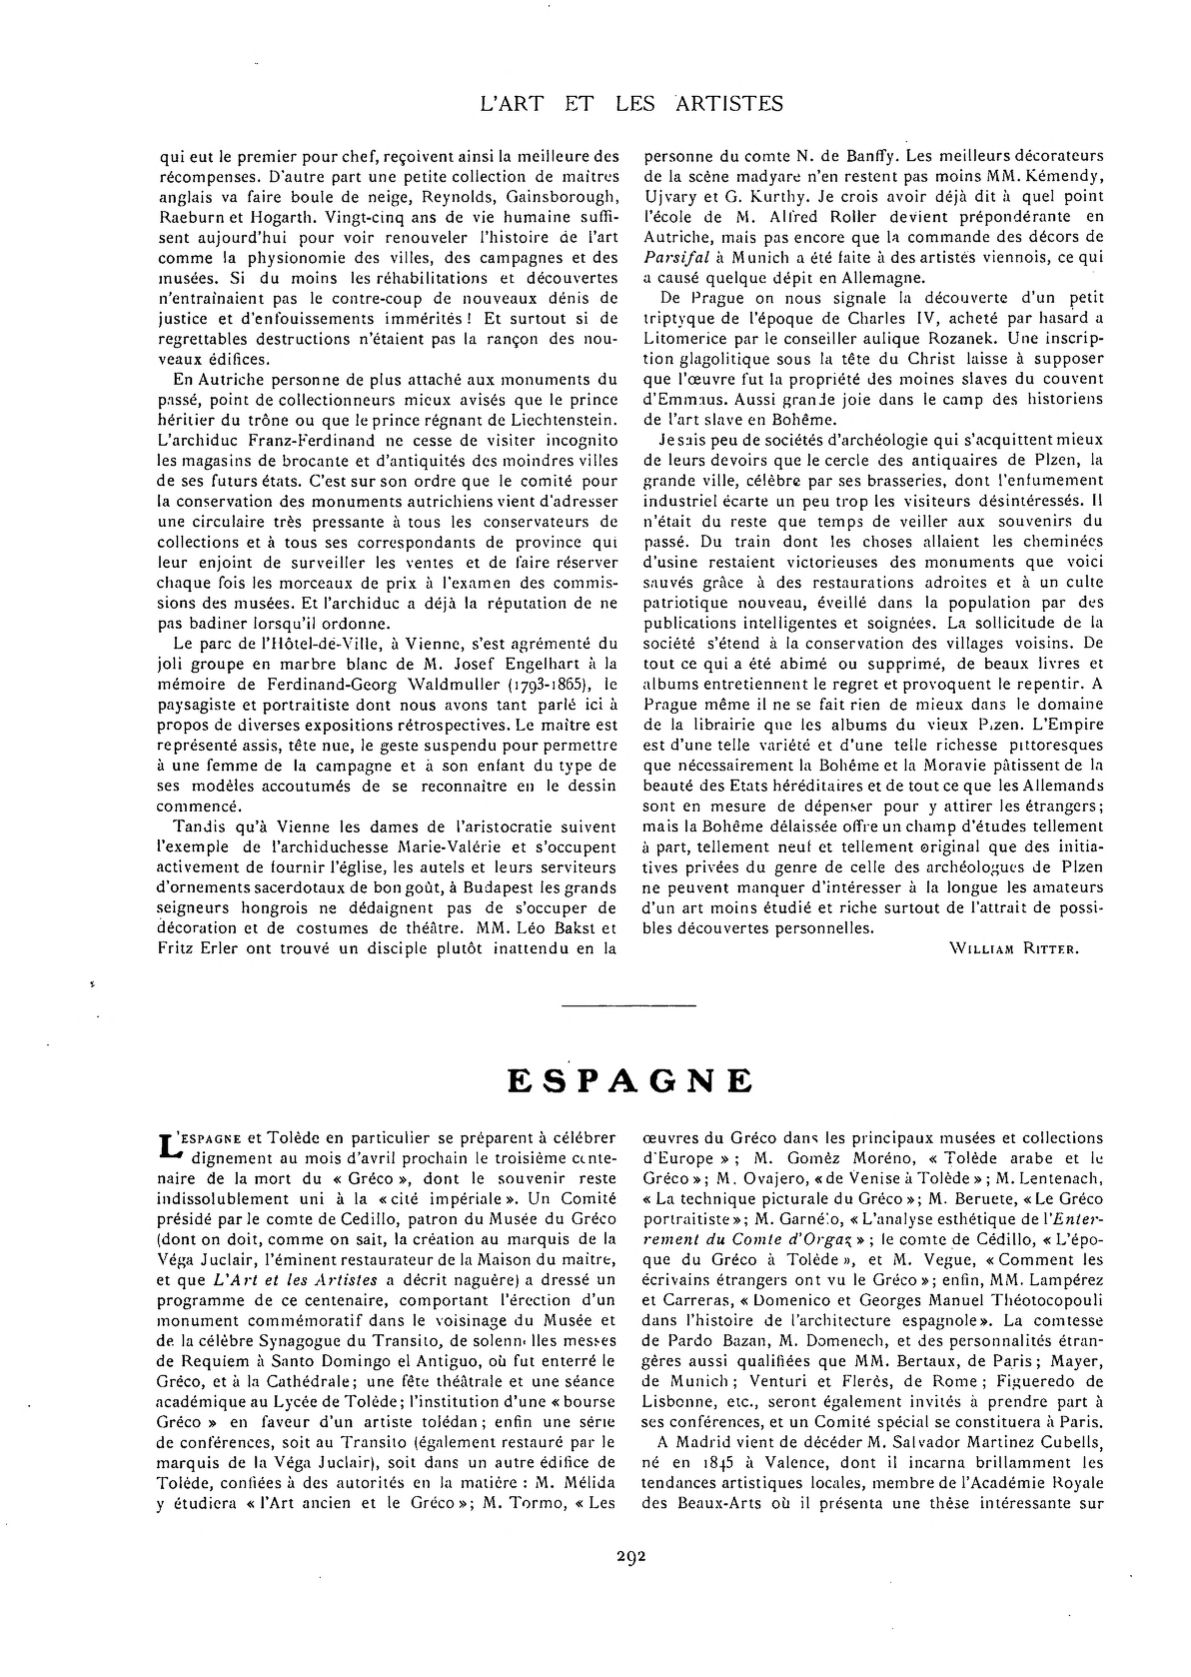 L'ART ET LES ARTISTES
qui eut le premier pour chef, reçoivent ainsi la meilleure des
récompenses. D'autre part une petite collection de maitres
anglais va faire boule de neige, Reynolds, Gainsborough,
Raeburn et Hogarth. Vingt-cinq ans de vie humaine suffi-
sent aujourd'hui pour voir renouveler l'histoire de l'art
comme la physionomie des villes, des campagnes et des
musées. Si du moins les réhabilitations et découvertes
n'entraînaient pas le contre-coup de nouveaux dénis de
justice et d'enfouissements immérités ! Et surtout si de
regrettables destructions n'étaient pas la rançon des nou-
veaux édifices.
En Autriche personne de plus attaché aux monuments du
passé, point de collectionneurs mieux avisés que le prince
héritier du trône ou que le prince régnant de Liechtenstein.
L'archiduc Franz-Ferdinand ne cesse de visiter incognito
les magasins de brocante et d'antiquités des moindres villes
de ses futurs états. C'est sur son ordre que le comité pour
la conservation des monuments autrichiens vient d'adresser
une circulaire très pressante à tous les conservateurs de
collections et à tous ses correspondants de province qui
leur enjoint de surveiller les ventes et de faire réserver
chaque fois les morceaux de prix à l'examen des commis-
sions des musées. Et l'archiduc a déjà la réputation de ne
pas badiner lorsqu'il ordonne.
Le parc de l'Hôtel-de-Ville, à Vienne, s'est agrémenté du
joli groupe en marbre blanc de M. Josef Engelhart à la
mémoire de Ferdinand-Georg Waldmuller (1793-1865), le
paysagiste et portraitiste dont nous avons tant parlé ici à
propos de diverses expositions rétrospectives. Le maître est
représenté assis, tête nue, le geste suspendu pour permettre
à une femme de la campagne et à son enfant du type de
ses modèles accoutumés de se reconnaître en le dessin
commencé.
Tandis qu'à Vienne les dames de l'aristocratie suivent
l'exemple de l'archiduchesse Marie-Valérie et s'occupent
activement de fournir l'église, les autels et leurs serviteurs
d'ornements sacerdotaux de bon goût, à Budapest les grands
seigneurs hongrois ne dédaignent pas de s'occuper de
décoration et de costumes de théâtre. MM. Léo Bakst et
Fritz Erler ont trouvé un disciple plutôt inattendu en la
personne du comte N. de Banffy. Les meilleurs décorateurs
de la scène madyare n'en restent pas moins MM. Kémendy,
Ujvary et G. Kurthy. Je crois avoir déjà dit à quel point
l'école de M. Alfred Roller devient prépondérante en
Autriche, mais pas encore que la commande des décors de
Parsifal à Munich a été faite à des artistes viennois, ce qui
a causé quelque dépit en Allemagne.
De Prague on nous signale la découverte d'un petit
triptyque de l'époque de Charles IV, acheté par hasard a
Litomerice par le conseiller aulique Rozanek. Une inscrip-
tion glagolitique sous la tête du Christ laisse à supposer
que l'œuvre fut la propriété des moines slaves du couvent
d'Emmaus. Aussi grande joie dans le camp des historiens
de l'art slave en Bohême.
Je sais peu de sociétés d'archéologie qui s'acquittent mieux
de leurs devoirs que le cercle des antiquaires de Plzen, la
grande ville, célèbre par ses brasseries, dont l'enfumement
industriel écarte un peu trop les visiteurs désintéressés. Il
n'était du reste que temps de veiller aux souvenirs du
passé. Du train dont les choses allaient les cheminées
d'usine restaient victorieuses des monuments que voici
sauvés grâce à des restaurations adroites et à un culte
patriotique nouveau, éveillé dans la population par des
publications intelligentes et soignées. La sollicitude de la
société s'étend à la conservation des villages voisins. De
tout ce qui a été abimé ou supprimé, de beaux livres et
albums entretiennent le regret et provoquent le repentir. A
Prague même il ne se fait rien de mieux dans le domaine
de la librairie que les albums du vieux Plzen. L'Empire
est d'une telle variété et d'une telle richesse pittoresques
que nécessairement la Bohême et la Moravie pâtissent de la
beauté des Etats héréditaires et de tout ce que les Allemands
sont en mesure de dépenser pour y attirer les étrangers ;
mais la Bohême délaissée offre un champ d'études tellement
à part, tellement neuf et tellement original que des initia-
tives privées du genre de celle des archéologues de Plzen
ne peuvent manquer d'intéresser à la longue les amateurs
d'un art moins étudié et riche surtout de l'attrait de possi-
bles découvertes personnelles.
WILLIAM RITTER.
ESPAGNE
L'ESPAGNE et Tolède en particulier se préparent à célébrer
dignement au mois d'avril prochain le troisième cente-
naire de la mort du « Gréco », dont le souvenir reste
indissolublement uni à la « cité impériale ». Un Comité
présidé par le comte de Cedillo, patron du Musée du Gréco
(dont on doit, comme on sait, la création au marquis de la
Véga Juclair, l'éminent restaurateur de la Maison du maitre,
et que L'Art et les Artistes a décrit naguère) a dressé un
programme de ce centenaire, comportant l'érection d'un
monument commémoratif dans le voisinage du Musée et
de la célèbre Synagogue du Transito, de solennelles messes
de Requiem à Santo Domingo el Antiguo, où fut enterré le
Gréco, et à la Cathédrale ; une fête théâtrale et une séance
académique au Lycée de Tolède ; l'institution d'une « bourse
Gréco » en faveur d'un artiste tolédan ; enfin une série
de conférences, soit au Transito (également restauré par le
marquis de la Véga Juclair), soit dans un autre édifice de
Tolède, confiées à des autorités en la matière : M. Mélida
y étudiera « l'Art ancien et le Gréco » ; M. Tormo, « Les
œuvres du Gréco dans les principaux musées et collections
d'Europe » ; M. Gomèz Moréno, « Tolède arabe et le
Gréco » ; M. Ovajero, « de Venise à Tolède » ; M. Lentenach,
« La technique picturale du Gréco » ; M. Beruete, « Le Gréco
portraitiste » ; M. Garnélo, « L'analyse esthétique de l'Enter-
rement du Comte d'Orgaz » ; le comte de Cédillo, « L'épo-
que du Gréco à Tolède », et M. Vegue, « Comment les
écrivains étrangers ont vu le Gréco » ; enfin, MM. Lampérez
et Carreras, « Domenico et Georges Manuel Théotocopouli
dans l'histoire de l'architecture espagnole ». La comtesse
de Pardo Bazan, M. Domenech, et des personnalités étran-
gères aussi qualifiées que MM. Bertaux, de Paris ; Mayer,
de Munich ; Venturi et Flerès, de Rome ; Figueredo de
Lisbonne, etc., seront également invités à prendre part à
ses conférences, et un Comité spécial se constituera à Paris.
A Madrid vient de décéder M. Salvador Martinez Cubells,
né en 1845 à Valence, dont il incarna brillamment les
tendances artistiques locales, membre de l'Académie Royale
des Beaux-Arts où il présenta une thèse intéressante sur
292